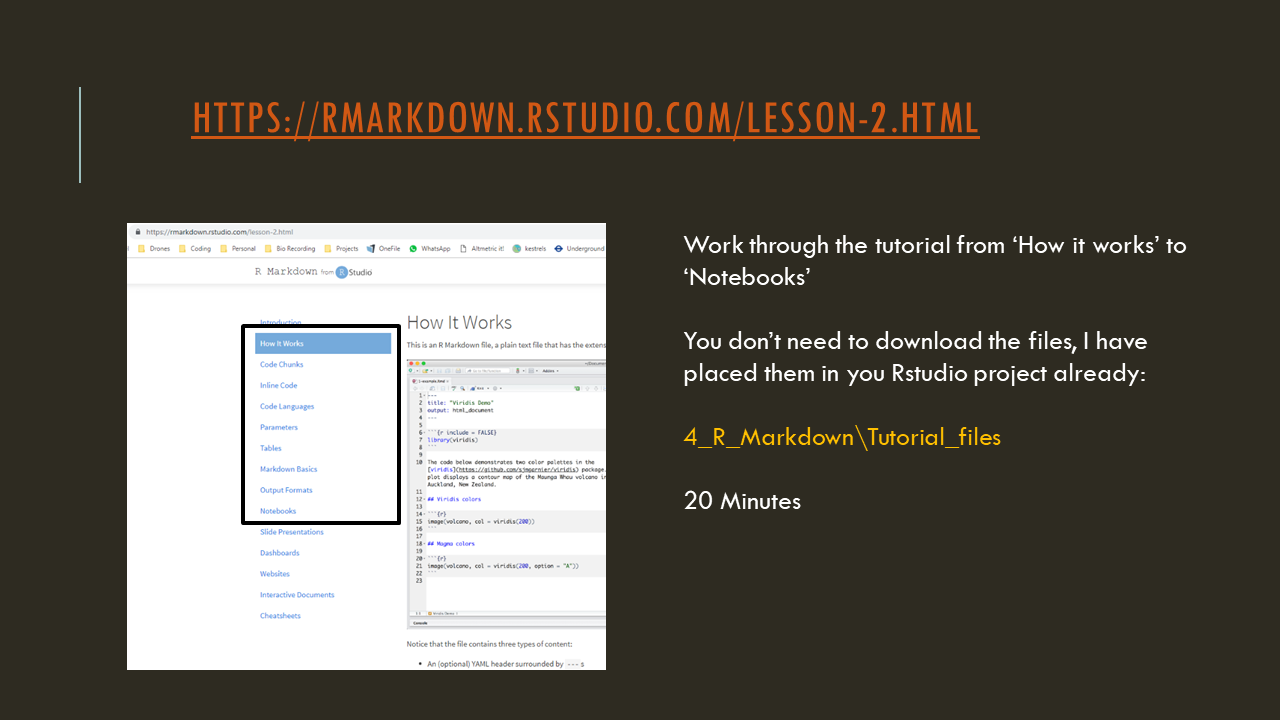 HTTPS://RMARKDOWN.RSTUDIO.COM/LESSON-2.HTML
https://rmarkdown.rstudio.com/lesson-2.html
Drones Coding Personal Bio Recording Projects OneFile WhatsApp Altmetric it! kestrels Underground
R Markdown from R Studio
Introduction
How It Works
Code Chunks
Inline Code
Code Languages
Parameters
Tables
Markdown Basics
Output Formats
Notebooks
Slide Presentations
Dashboards
Websites
Interactive Documents
Cheatsheets
How It Works
This is an R Markdown file, a plain text file that has the extens
1 ---
2 title: "Viridis Demo"
3 output: html_document
4 ---
5
6 ```{r include = FALSE}
7 library(viridis)
8 ```
9
10 The code below demonstrates two color palettes in the
[viridis](https://github.com/sjmgarnier/viridis) package.
plot displays a contour map of the Maunga Whau volcano in
Auckland, New Zealand.
11
12 ## Viridis colors
13
14 ```{r}
15 image(volcano, col = viridis(200))
16 ```
17
18 ## Magma colors
19
20 ```{r}
21 image(volcano, col = viridis(200, option = "A"))
22 ```
23
Console
Notice that the file contains three types of content:
• An (optional) YAML header surrounded by --- s
Work through the tutorial from ‘How it works’ to
‘Notebooks’
You don’t need to download the files, I have
placed them in you Rstudio project already:
4_R_Markdown\Tutorial_files
20 Minutes